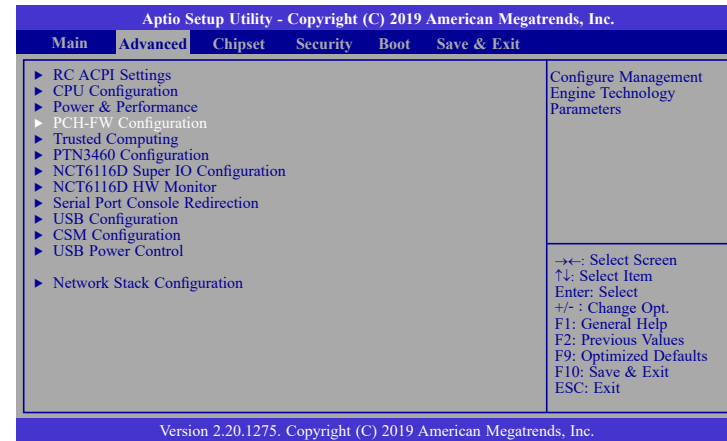 Aptio Setup Utility - Copyright (C) 2019 American Megatrends, Inc.
Main Advanced Chipset Security Boot Save & Exit
► RC ACPI Settings
► CPU Configuration
► Power & Performance
► PCH-FW Configuration
► Trusted Computing
► PTN3460 Configuration
► NCT6116D Super IO Configuration
► NCT6116D HW Monitor
► Serial Port Console Redirection
► USB Configuration
► CSM Configuration
► USB Power Control
► Network Stack Configuration
Configure Management
Engine Technology
Parameters
→←: Select Screen
↑↓: Select Item
Enter: Select
+/- : Change Opt.
F1: General Help
F2: Previous Values
F9: Optimized Defaults
F10: Save & Exit
ESC: Exit
Version 2.20.1275. Copyright (C) 2019 American Megatrends, Inc.